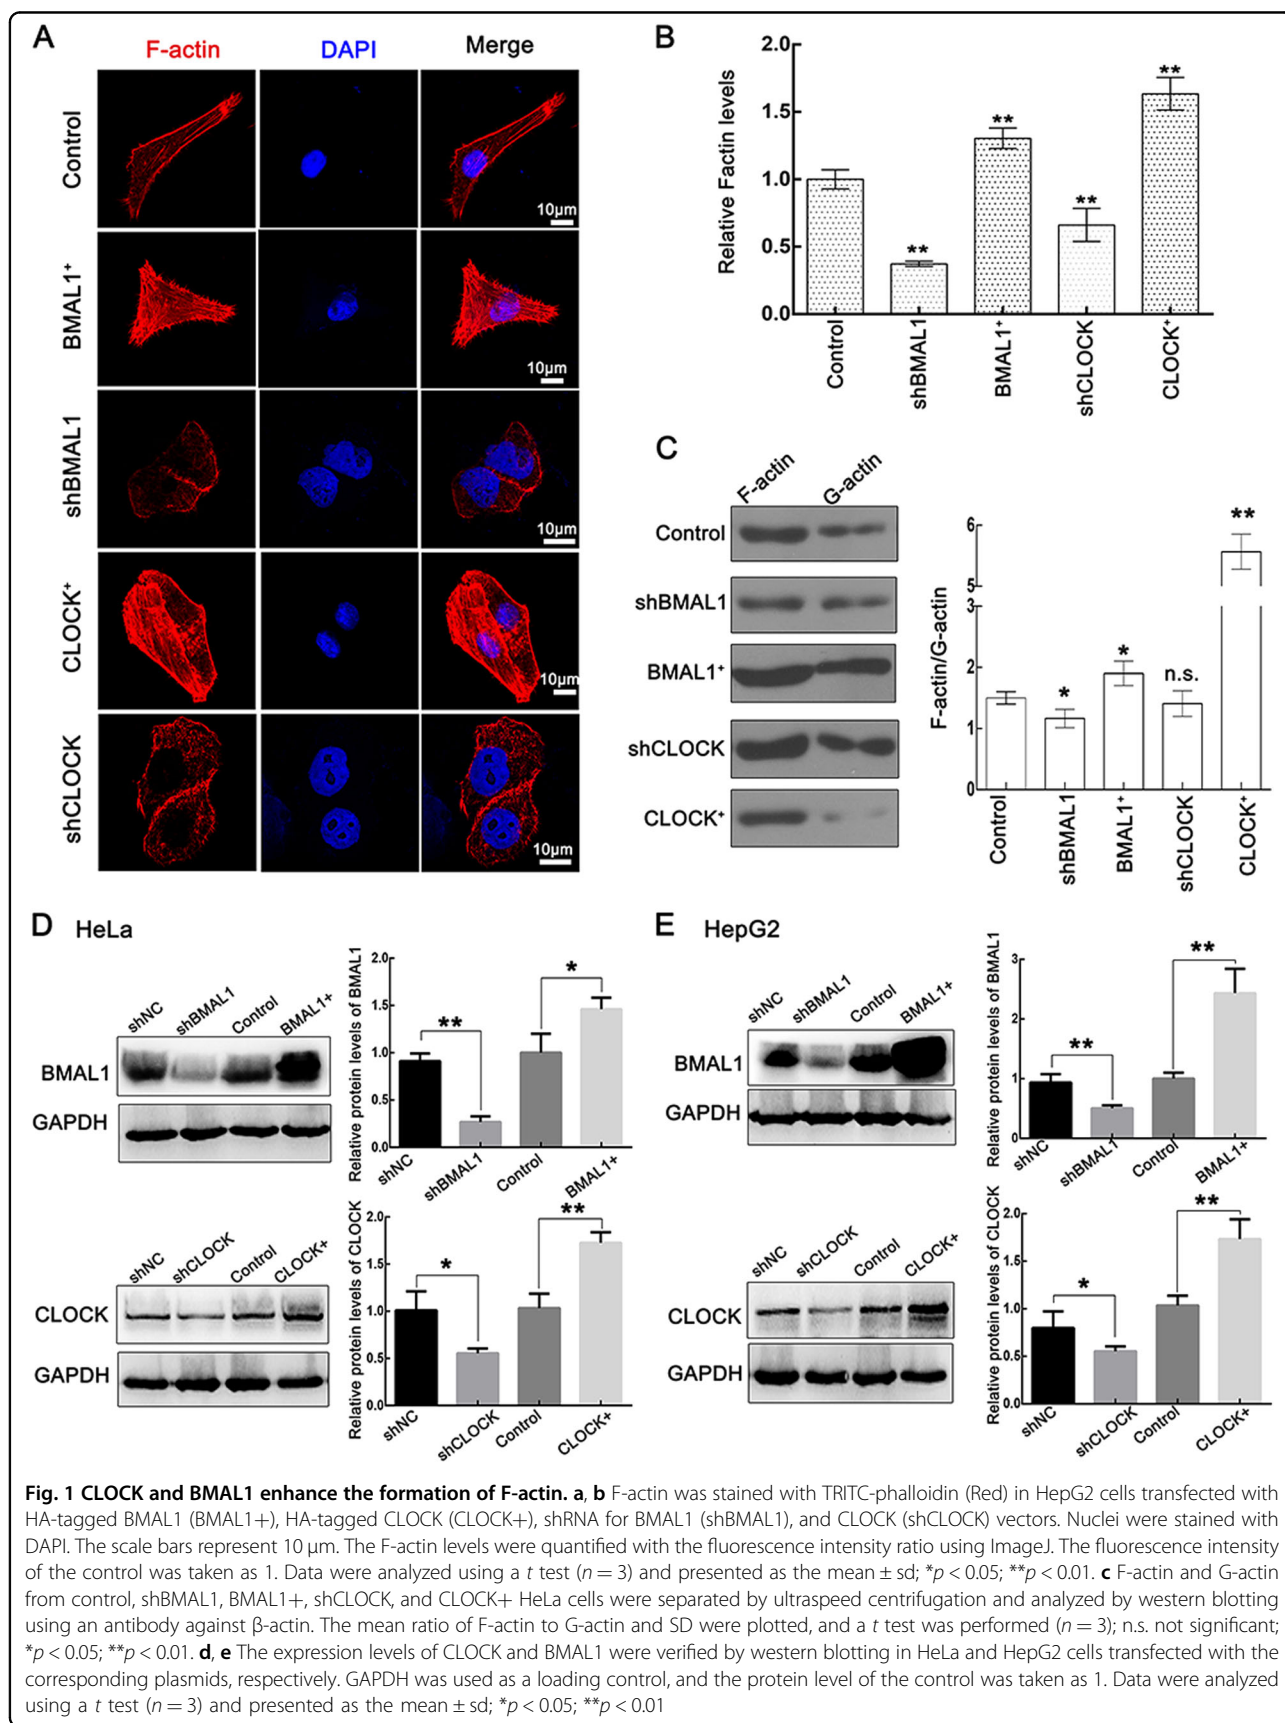 A
F-actin DAPI Merge
Control
10µm
BMAL1⁺
10µm
shBMAL1
10µm
CLOCK⁺
10µm
shCLOCK
10µm
B
Relative Factin levels
2.0
1.5
1.0
0.5
0.0
**
**
**
**
Control shBMAL1 BMAL1⁺ shCLOCK CLOCK⁺
C
F-actin G-actin
Control
shBMAL1
BMAL1⁺
shCLOCK
CLOCK⁺
F-actin/G-actin
6
5
3
2
1
0
* * n.s. **
Control shBMAL1 BMAL1⁺ shCLOCK CLOCK⁺
D HeLa
shNC shBMAL1 Control BMAL1+
BMAL1
GAPDH
Relative protein levels of BMAL1
2.0
1.5
1.0
0.5
0.0
** *
shNC shBMAL1 Control BMAL1+
shNC shCLOCK Control CLOCK+
CLOCK
GAPDH
Relative protein levels of CLOCK
2.0
1.5
1.0
0.5
0.0
* **
shNC shCLOCK Control CLOCK+
E HepG2
shNC shBMAL1 Control BMAL1+
BMAL1
GAPDH
Relative protein levels of BMAL1
3
2
1
0
** **
shNC shBMAL1 Control BMAL1+
shNC shCLOCK Control CLOCK+
CLOCK
GAPDH
Relative protein levels of CLOCK
2.0
1.5
1.0
0.5
0.0
* **
shNC shCLOCK Control CLOCK+
Fig. 1 CLOCK and BMAL1 enhance the formation of F-actin. a, b F-actin was stained with TRITC-phalloidin (Red) in HepG2 cells transfected with
HA-tagged BMAL1 (BMAL1+), HA-tagged CLOCK (CLOCK+), shRNA for BMAL1 (shBMAL1), and CLOCK (shCLOCK) vectors. Nuclei were stained with
DAPI. The scale bars represent 10 µm. The F-actin levels were quantified with the fluorescence intensity ratio using ImageJ. The fluorescence intensity
of the control was taken as 1. Data were analyzed using a t test (n = 3) and presented as the mean ± sd; *p < 0.05; **p < 0.01. c F-actin and G-actin
from control, shBMAL1, BMAL1+, shCLOCK, and CLOCK+ HeLa cells were separated by ultraspeed centrifugation and analyzed by western blotting
using an antibody against β-actin. The mean ratio of F-actin to G-actin and SD were plotted, and a t test was performed (n = 3); n.s. not significant;
*p < 0.05; **p < 0.01. d, e The expression levels of CLOCK and BMAL1 were verified by western blotting in HeLa and HepG2 cells transfected with the
corresponding plasmids, respectively. GAPDH was used as a loading control, and the protein level of the control was taken as 1. Data were analyzed
using a t test (n = 3) and presented as the mean ± sd; *p < 0.05; **p < 0.01